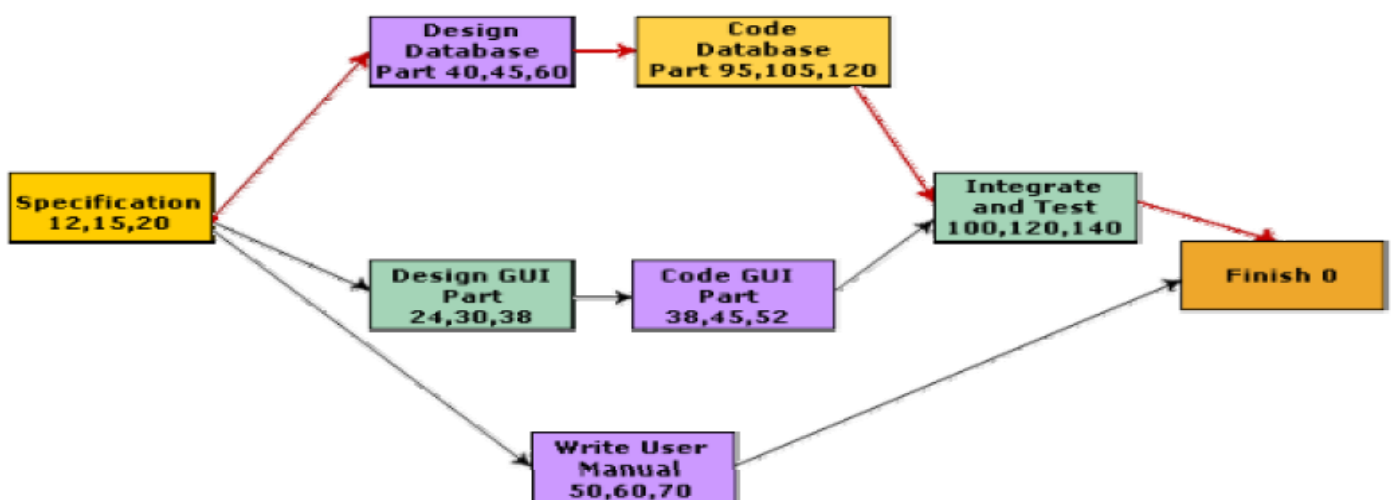 Design
Database
Part 40,45,60
Code
Database
Part 95,105,120
Specification
12,15,20
Integrate
and Test
100,120,140
Design GUI
Part
24,30,38
Code GUI
Part
38,45,52
Finish 0
Write User
Manual
50,60,70